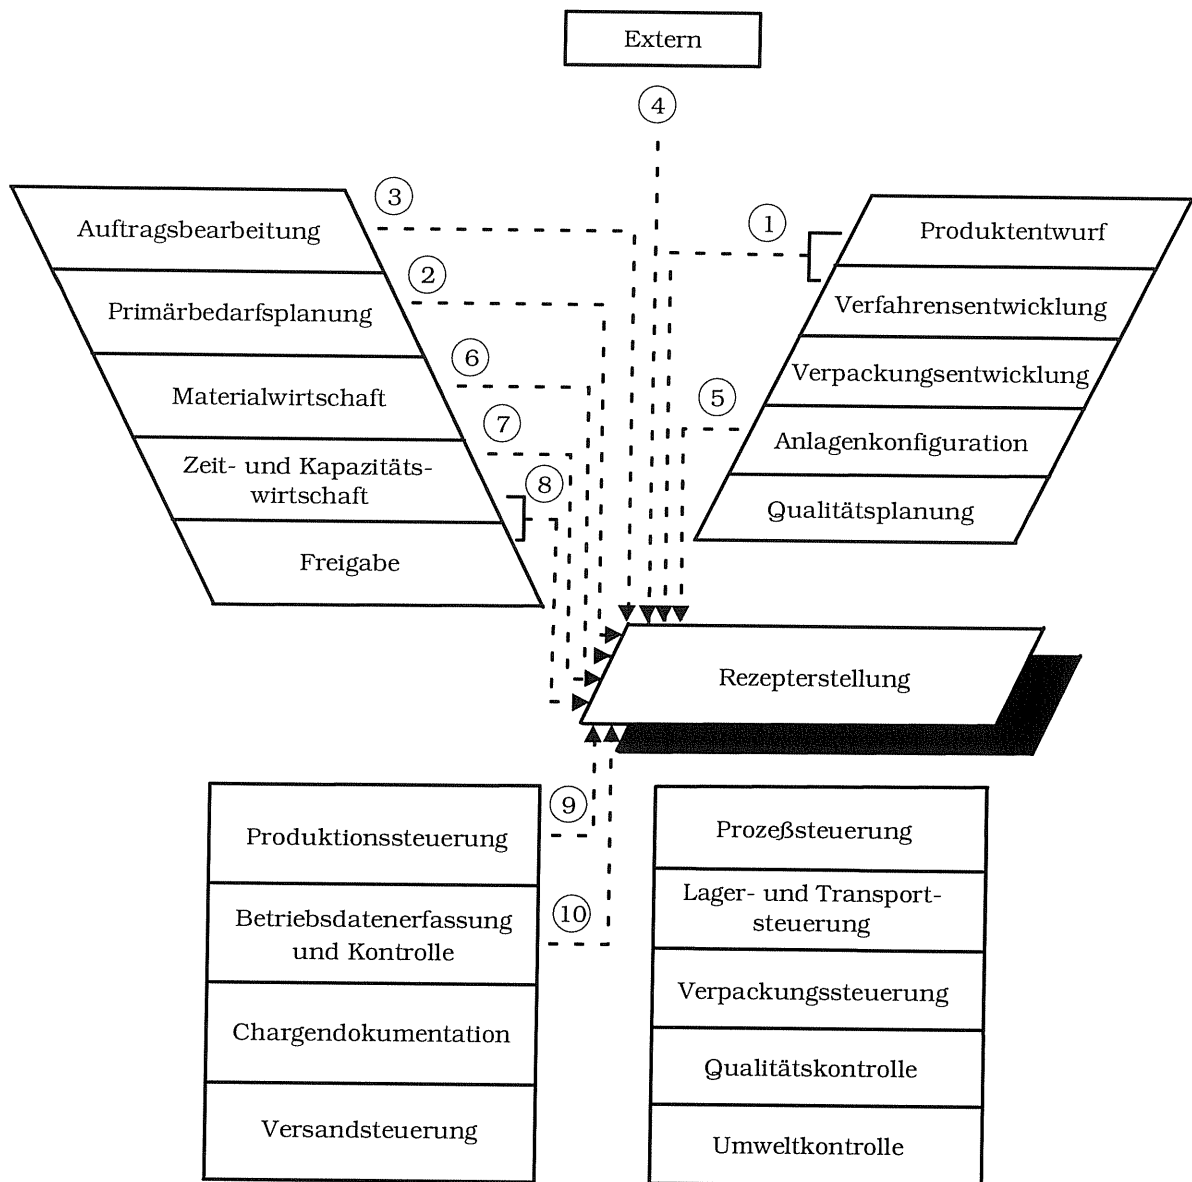 Extern
4
3
Auftragsbearbeitung
2
Primärbedarfsplanung
6
Materialwirtschaft
7
Zeit- und Kapazitäts-
wirtschaft
8
Freigabe
1
Produktentwurf
Verfahrensentwicklung
Verpackungsentwicklung
5
Anlagenkonfiguration
Qualitätsplanung
Rezepterstellung
9
Produktionssteuerung
10
Betriebsdatenerfassung
und Kontrolle
Chargendokumentation
Versandsteuerung
Prozeßsteuerung
Lager- und Transport-
steuerung
Verpackungssteuerung
Qualitätskontrolle
Umweltkontrolle